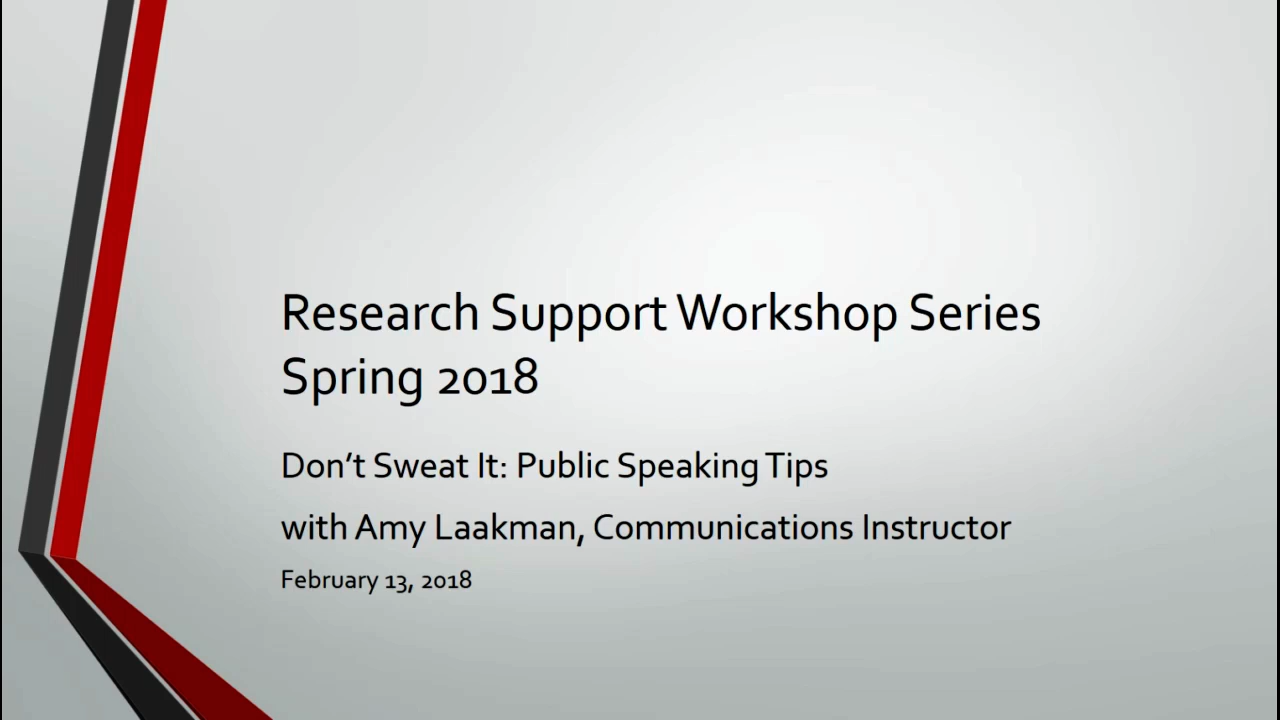 Research Support Workshop Series
Spring 2018
Don’t Sweat It: Public Speaking Tips
with Amy Laakman, Communications Instructor
February 13, 2018